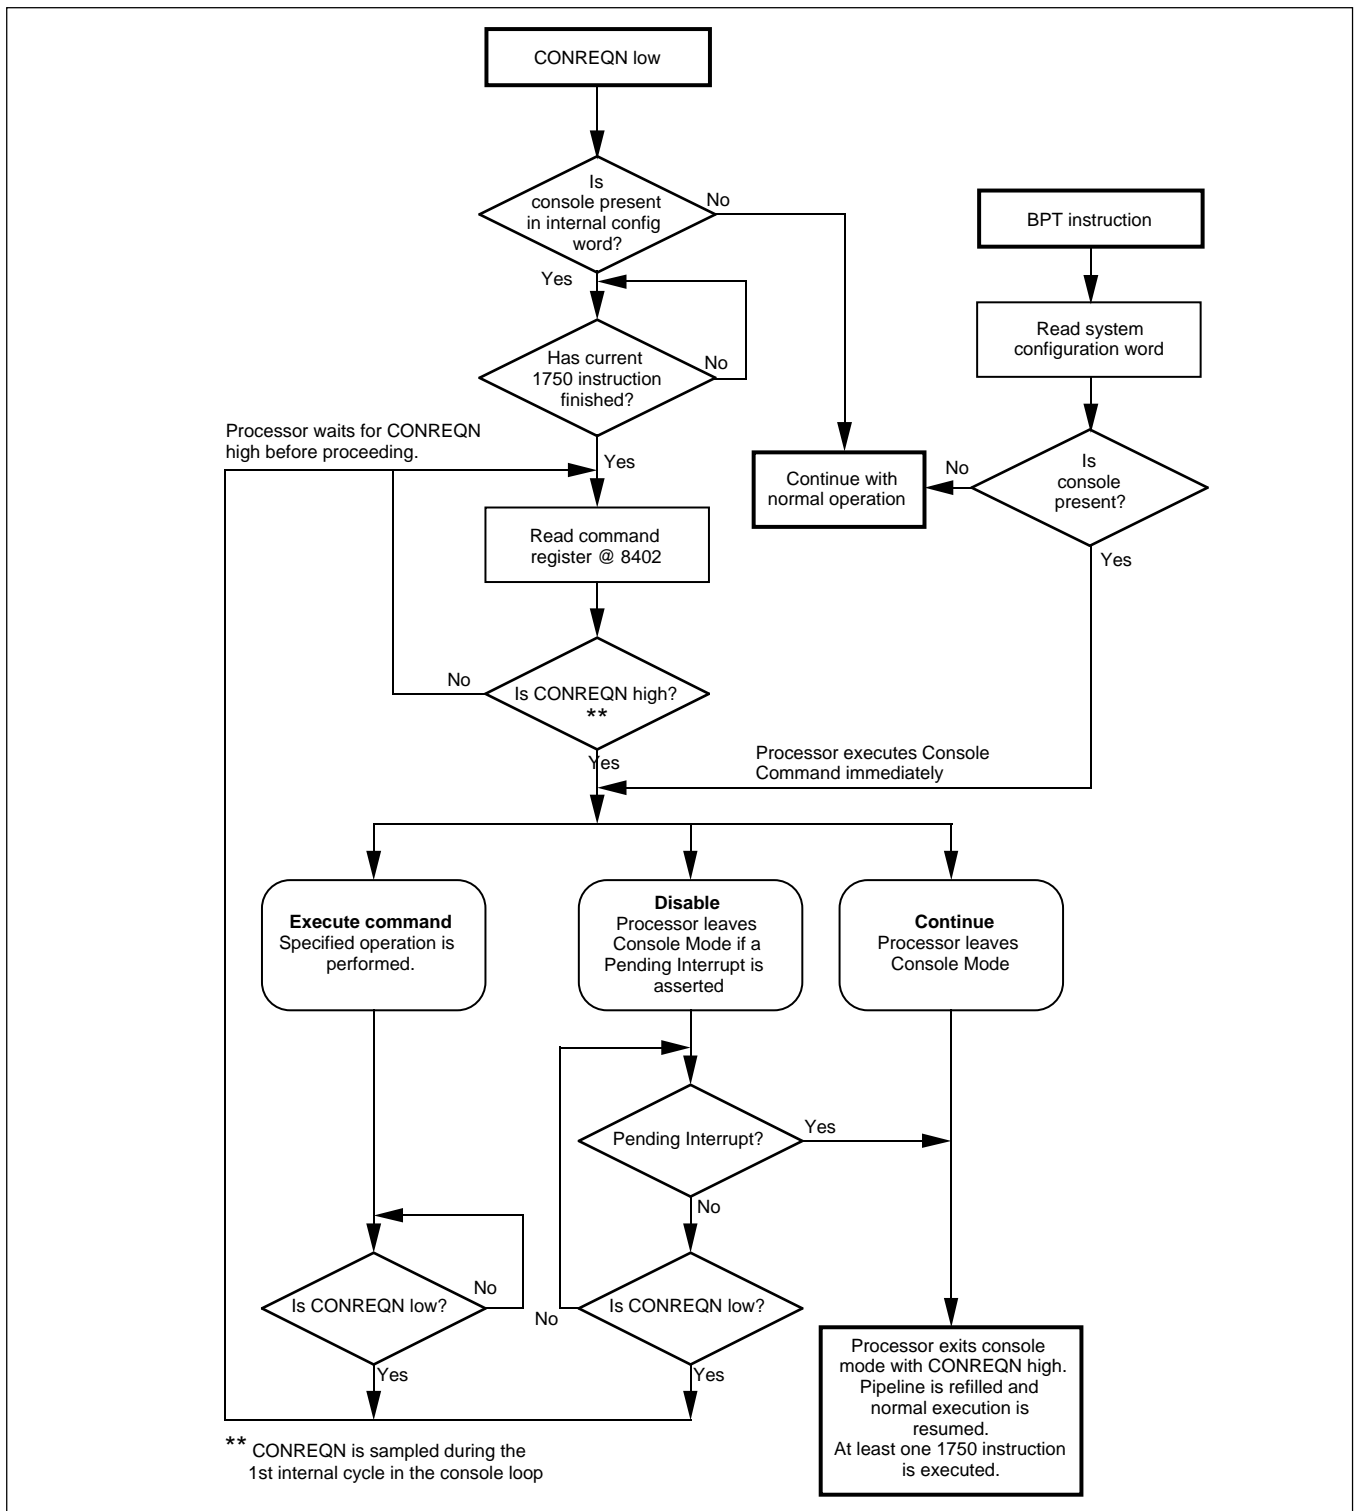 CONREQN low
Is
console present
in internal config
word?
No
Yes
BPT instruction
Read system
configuration word
Has current
1750 instruction
finished?
No
Processor waits for CONREQN
high before proceeding.
Yes
Continue with
normal operation
No
Is
console
present?
Yes
Read command
register @ 8402
No
Is CONREQN high?
**
Yes
Processor executes Console
Command immediately
Execute command
Specified operation is
performed.
Disable
Processor leaves
Console Mode if a
Pending Interrupt is
asserted
Continue
Processor leaves
Console Mode
Pending Interrupt?
Yes
No
Is CONREQN low?
No
Yes
Is CONREQN low?
No
Yes
Processor exits console
mode with CONREQN high.
Pipeline is refilled and
normal execution is
resumed.
At least one 1750 instruction
is executed.
** CONREQN is sampled during the
1st internal cycle in the console loop